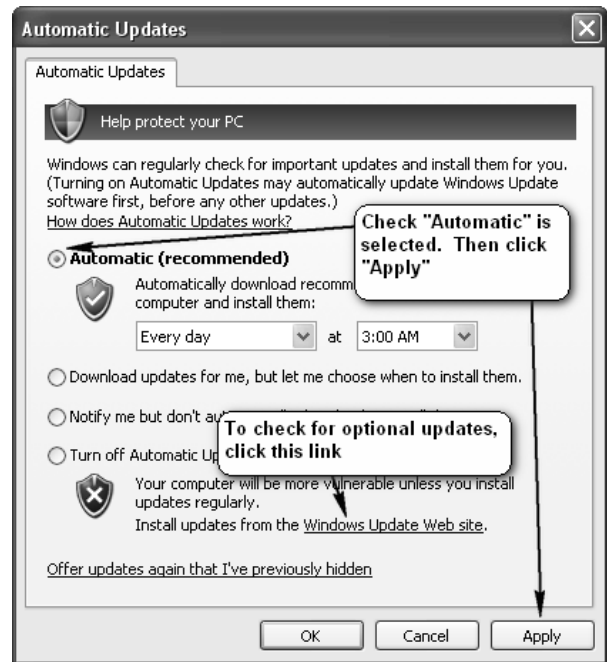 Automatic Updates
Automatic Updates
Help protect your PC
Windows can regularly check for important updates and install them for you.
(Turning on Automatic Updates may automatically update Windows Update
software first, before any other updates.)
How does Automatic Updates work?
Check "Automatic" is
selected. Then click
"Apply"
Automatic (recommended)
Automatically download recomm
computer and install them:
Every day at 3:00 AM
Download updates for me, but let me choose when to install them.
Notify me but don't
To check for optional updates,
click this link
Turn off Automatic Up
Your computer will be more vulnerable unless you install
updates regularly.
Install updates from the Windows Update Web site.
Offer updates again that I've previously hidden
OK Cancel Apply